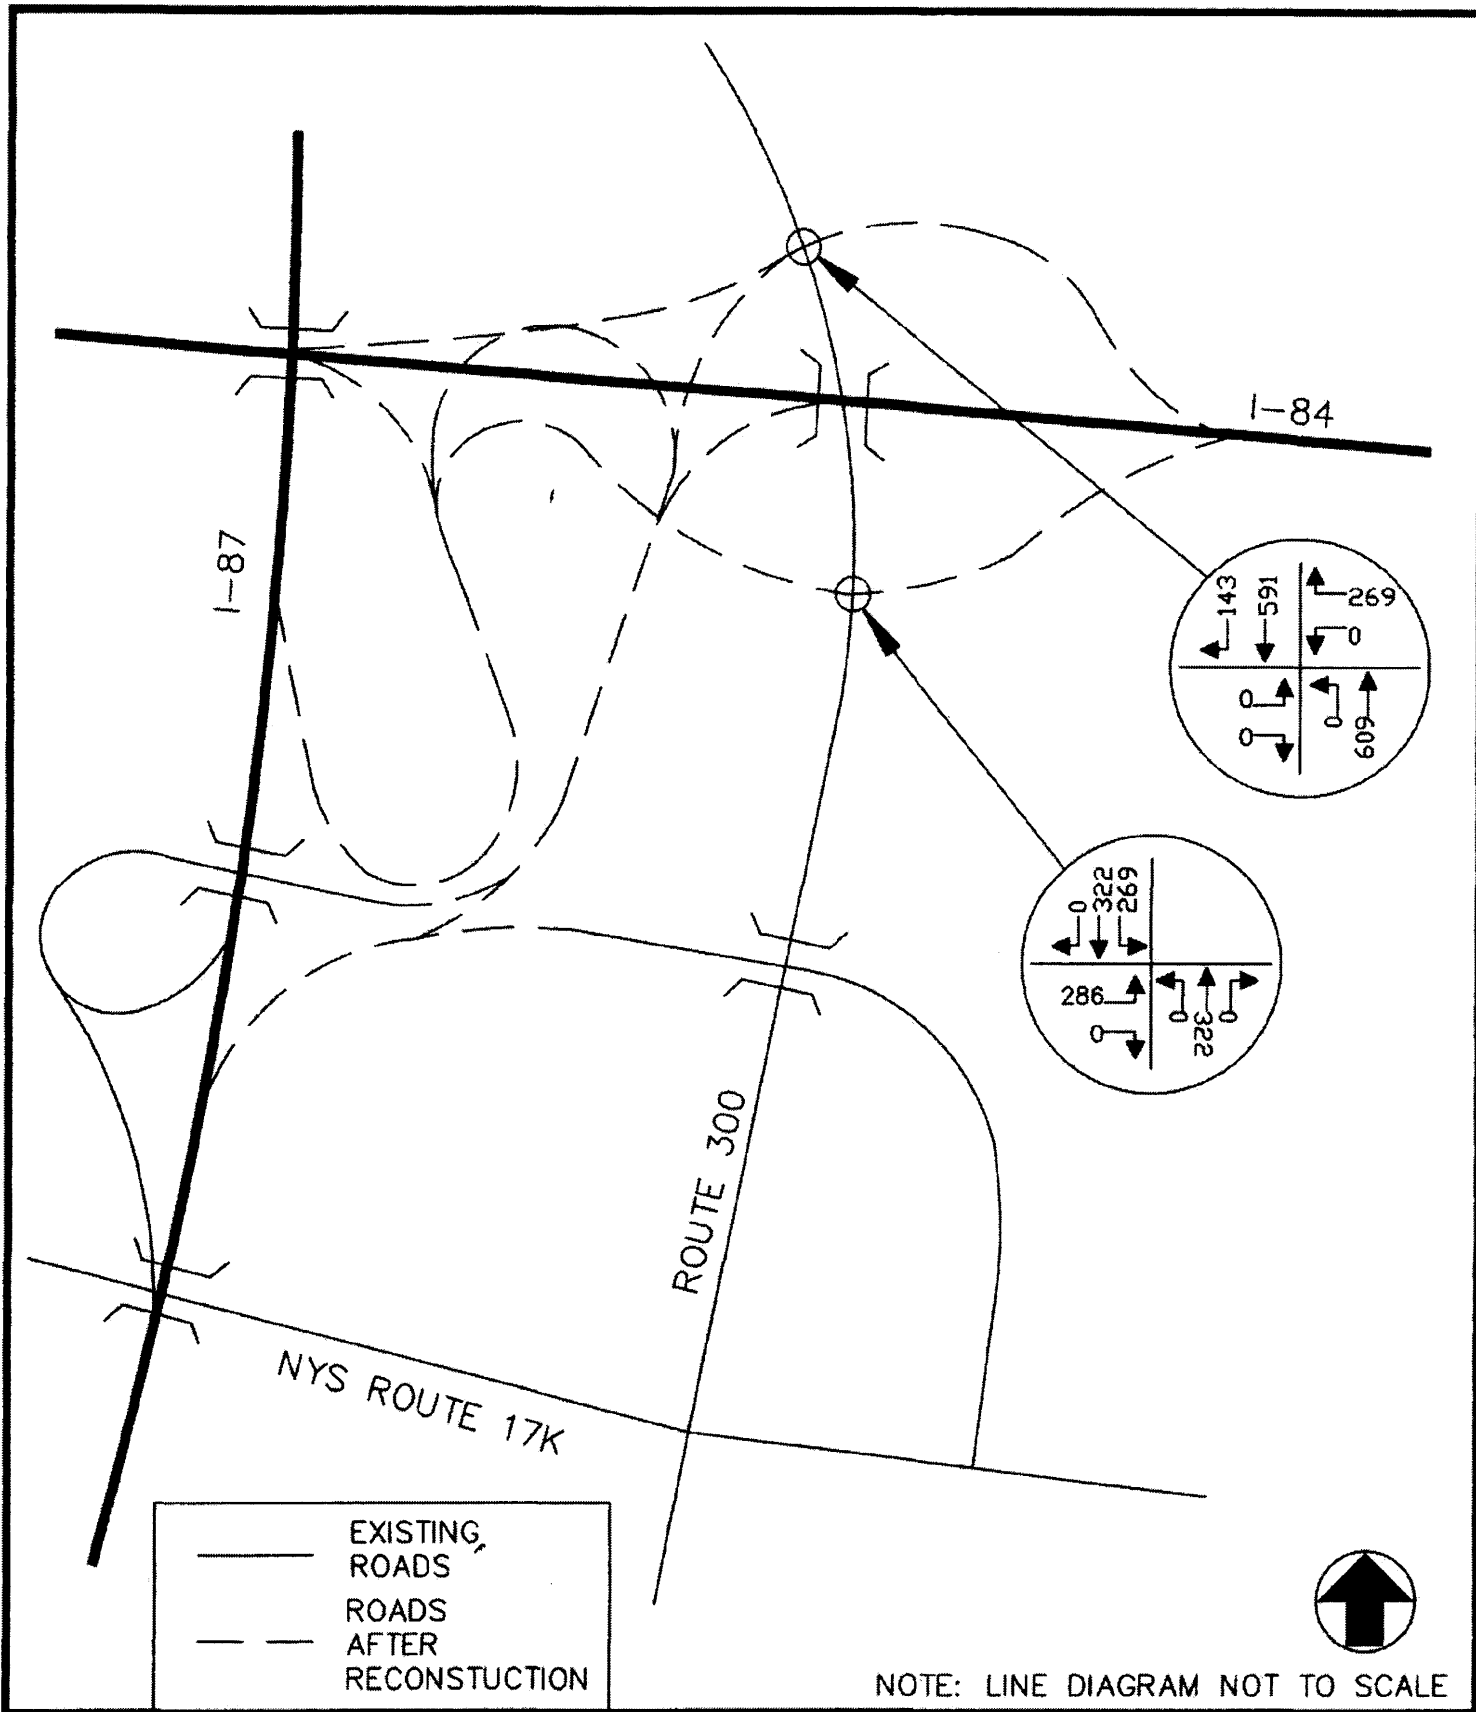 I-84
I-87
143
591
269
0
0
0
0
609
0
322
269
286
0
0
322
0
ROUTE 300
NYS ROUTE 17K
EXISTING
ROADS
ROADS
AFTER
RECONSTUCTION
NOTE: LINE DIAGRAM NOT TO SCALE